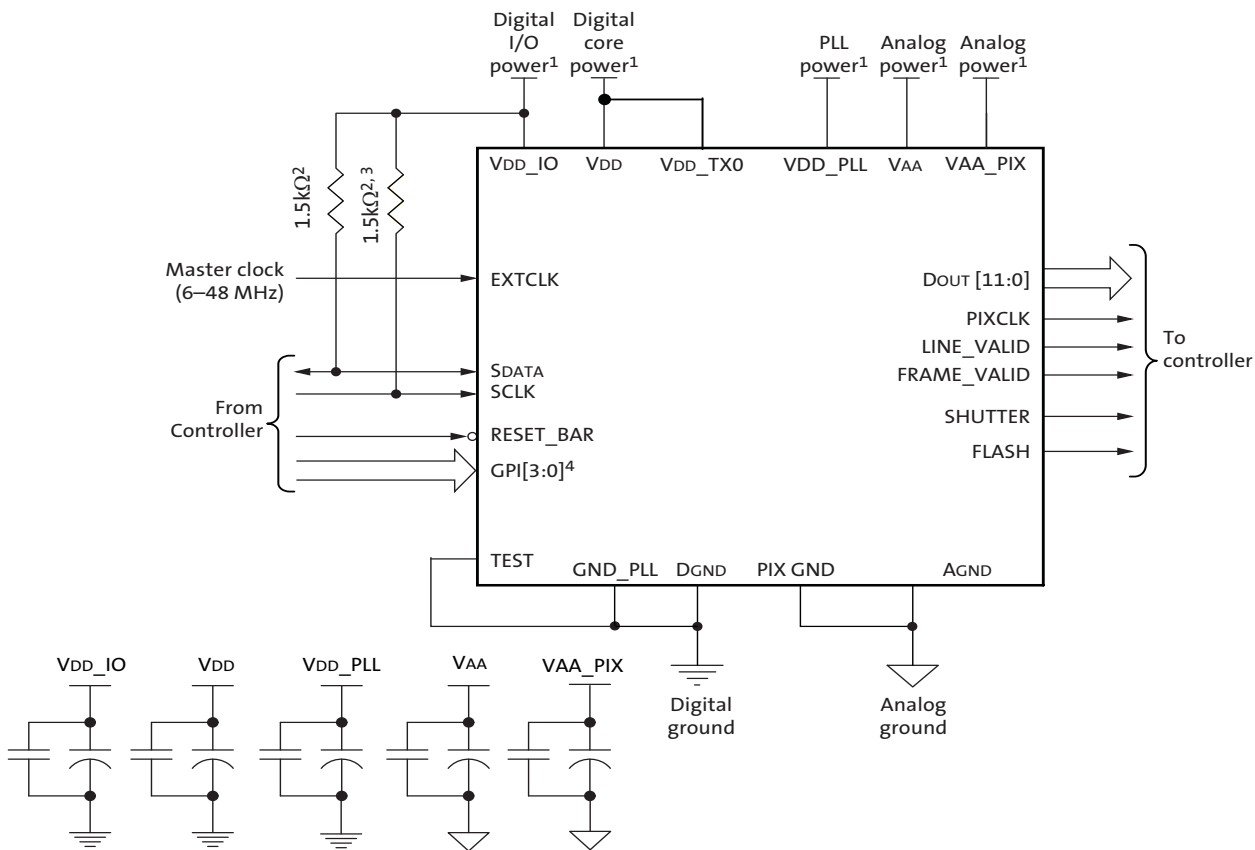 Digital
I/O
power1
Digital
core
power1
PLL
power1
Analog
power1
Analog
power1
VDD_IO
VDD
VDD_TX0
VDD_PLL
VAA
VAA_PIX
1.5kΩ2
1.5kΩ2, 3
Master clock
(6–48 MHz)
EXTCLK
SDATA
SCLK
RESET_BAR
GPI[3:0]4
TEST
From
Controller
DOUT [11:0]
PIXCLK
LINE_VALID
FRAME_VALID
SHUTTER
FLASH
To
controller
GND_PLL
DGND
PIX GND
AGND
Digital
ground
Analog
ground
VDD_IO
VDD
VDD_PLL
VAA
VAA_PIX